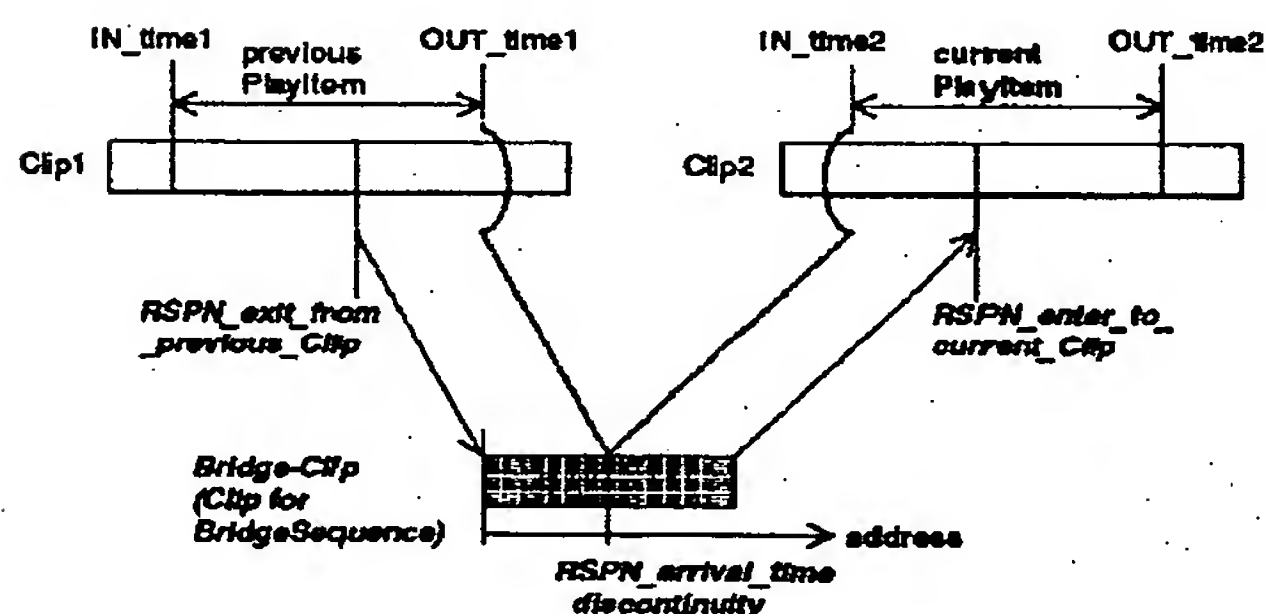 IN_time1
previous
PlayItem
OUT_time1
IN_time2
current
PlayItem
OUT_time2
Clip1
Clip2
RSPN_exit_from
_previous_Clip
RSPN_enter_to_
current_Clip
Bridge-Clip
(Clip for
BridgeSequence)
address
RSPN_arrival_time
discontinuity